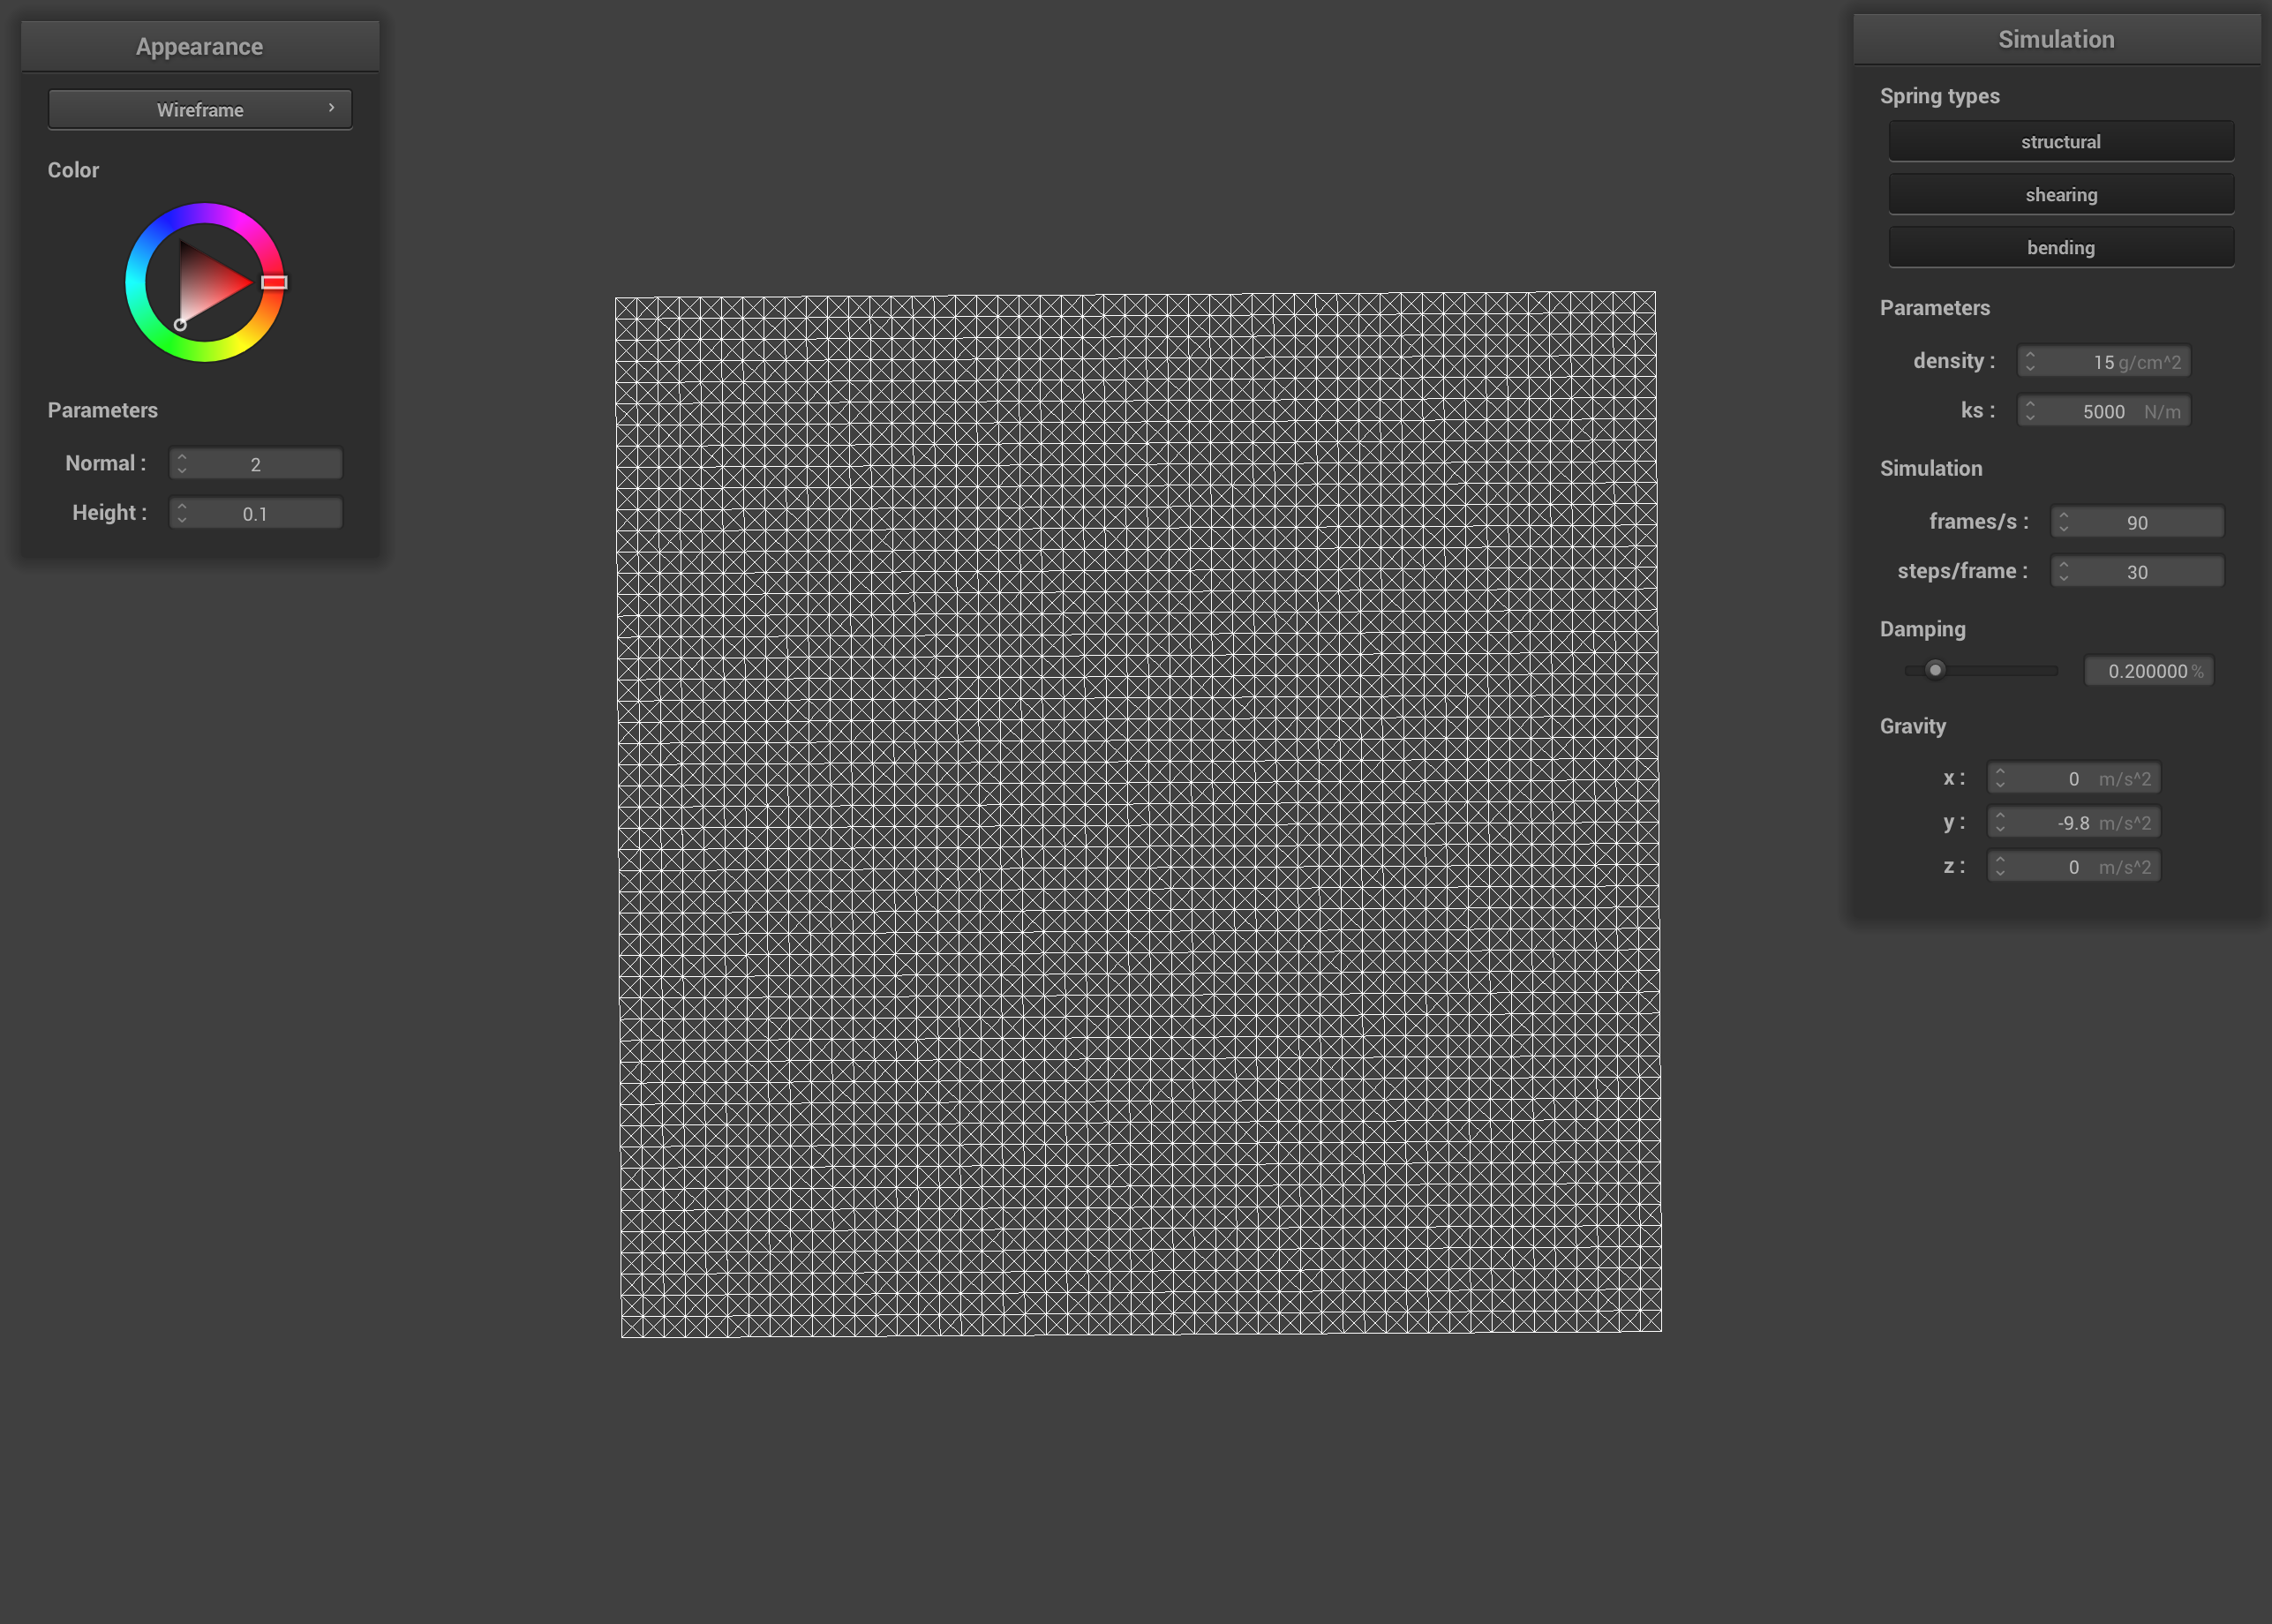 Appearance
Wireframe
Color
Parameters
Normal : 2
Height : 0.1
Simulation
Spring types
structural
shearing
bending
Parameters
density : 15 g/cm^2
ks : 5000 N/m
Simulation
frames/s : 90
steps/frame : 30
Damping
0.200000 %
Gravity
x : 0 m/s^2
y : -9.8 m/s^2
z : 0 m/s^2